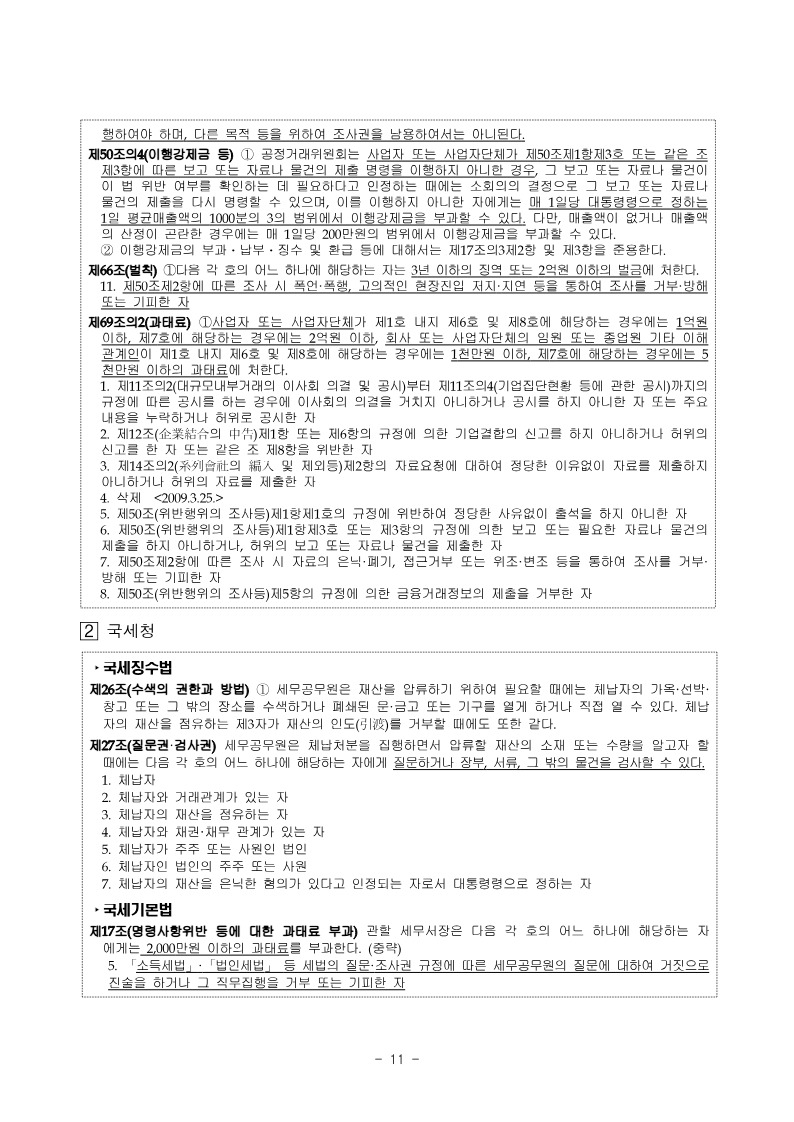 행하여야 하며, 다른 목적 등을 위하여 조사권을 남용하여서는 아니된다.
제50조의4(이행강제금 등) ① 공정거래위원회는 사업자 또는 사업자단체가 제50조제1항제3호 또는 같은 조
제3항에 따른 보고 또는 자료나 물건의 제출 명령을 이행하지 아니한 경우, 그 보고 또는 자료나 물건이
이 법 위반 여부를 확인하는 데 필요하다고 인정하는 때에는 소회의의 결정으로 그 보고 또는 자료나
물건의 제출을 다시 명령할 수 있으며, 이를 이행하지 아니한 자에게는 매 1일당 대통령령으로 정하는
1일 평균매출액의 1000분의 3의 범위에서 이행강제금을 부과할 수 있다. 다만, 매출액이 없거나 매출액
의 산정이 곤란한 경우에는 매 1일당 200만원의 범위에서 이행강제금을 부과할 수 있다.
② 이행강제금의 부과·납부·징수 및 환급 등에 대해서는 제17조의3제2항 및 제3항을 준용한다.
제66조(벌칙) ①다음 각 호의 어느 하나에 해당하는 자는 3년 이하의 징역 또는 2억원 이하의 벌금에 처한다.
11. 제50조제2항에 따른 조사 시 폭언·폭행, 고의적인 현장진입 저지·지연 등을 통하여 조사를 거부·방해
또는 기피한 자
제69조의2(과태료) ①사업자 또는 사업자단체가 제1호 내지 제6호 및 제8호에 해당하는 경우에는 1억원
이하, 제7호에 해당하는 경우에는 2억원 이하, 회사 또는 사업자단체의 임원 또는 종업원 기타 이해
관계인이 제1호 내지 제6호 및 제8호에 해당하는 경우에는 1천만원 이하, 제7호에 해당하는 경우에는 5
천만원 이하의 과태료에 처한다.
1. 제11조의2(대규모내부거래의 이사회 의결 및 공시)부터 제11조의4(기업집단현황 등에 관한 공시)까지의
규정에 따른 공시를 하는 경우에 이사회의 의결을 거치지 아니하거나 공시를 하지 아니한 자 또는 주요
내용을 누락하거나 허위로 공시한 자
2. 제12조(企業結合의 申告)제1항 또는 제6항의 규정에 의한 기업결합의 신고를 하지 아니하거나 허위의
신고를 한 자 또는 같은 조 제8항을 위반한 자
3. 제14조의2(系列會社의 編入 및 제외등)제2항의 자료요청에 대하여 정당한 이유없이 자료를 제출하지
아니하거나 허위의 자료를 제출한 자
4. 삭제 <2009.3.25.>
5. 제50조(위반행위의 조사등)제1항제1호의 규정에 위반하여 정당한 사유없이 출석을 하지 아니한 자
6. 제50조(위반행위의 조사등)제1항제3호 또는 제3항의 규정에 의한 보고 또는 필요한 자료나 물건의
제출을 하지 아니하거나, 허위의 보고 또는 자료나 물건을 제출한 자
7. 제50조제2항에 따른 조사 시 자료의 은닉·폐기, 접근거부 또는 위조·변조 등을 통하여 조사를 거부·
방해 또는 기피한 자
8. 제50조(위반행위의 조사등)제5항의 규정에 의한 금융거래정보의 제출을 거부한 자
2 국세청
‣국세징수법
제26조(수색의 권한과 방법) ① 세무공무원은 재산을 압류하기 위하여 필요할 때에는 체납자의 가옥·선박·
창고 또는 그 밖의 장소를 수색하거나 폐쇄된 문·금고 또는 기구를 열게 하거나 직접 열 수 있다. 체납
자의 재산을 점유하는 제3자가 재산의 인도(引渡)를 거부할 때에도 또한 같다.
제27조(질문권·검사권) 세무공무원은 체납처분을 집행하면서 압류할 재산의 소재 또는 수량을 알고자 할
때에는 다음 각 호의 어느 하나에 해당하는 자에게 질문하거나 장부, 서류, 그 밖의 물건을 검사할 수 있다.
1. 체납자
2. 체납자와 거래관계가 있는 자
3. 체납자의 재산을 점유하는 자
4. 체납자와 채권·채무 관계가 있는 자
5. 체납자가 주주 또는 사원인 법인
6. 체납자인 법인의 주주 또는 사원
7. 체납자의 재산을 은닉한 혐의가 있다고 인정되는 자로서 대통령령으로 정하는 자
‣국세기본법
제17조(명령사항위반 등에 대한 과태료 부과) 관할 세무서장은 다음 각 호의 어느 하나에 해당하는 자
에게는 2,000만원 이하의 과태료를 부과한다. (중략)
5. 「소득세법」·「법인세법」 등 세법의 질문·조사권 규정에 따른 세무공무원의 질문에 대하여 거짓으로
진술을 하거나 그 직무집행을 거부 또는 기피한 자
- 11 -